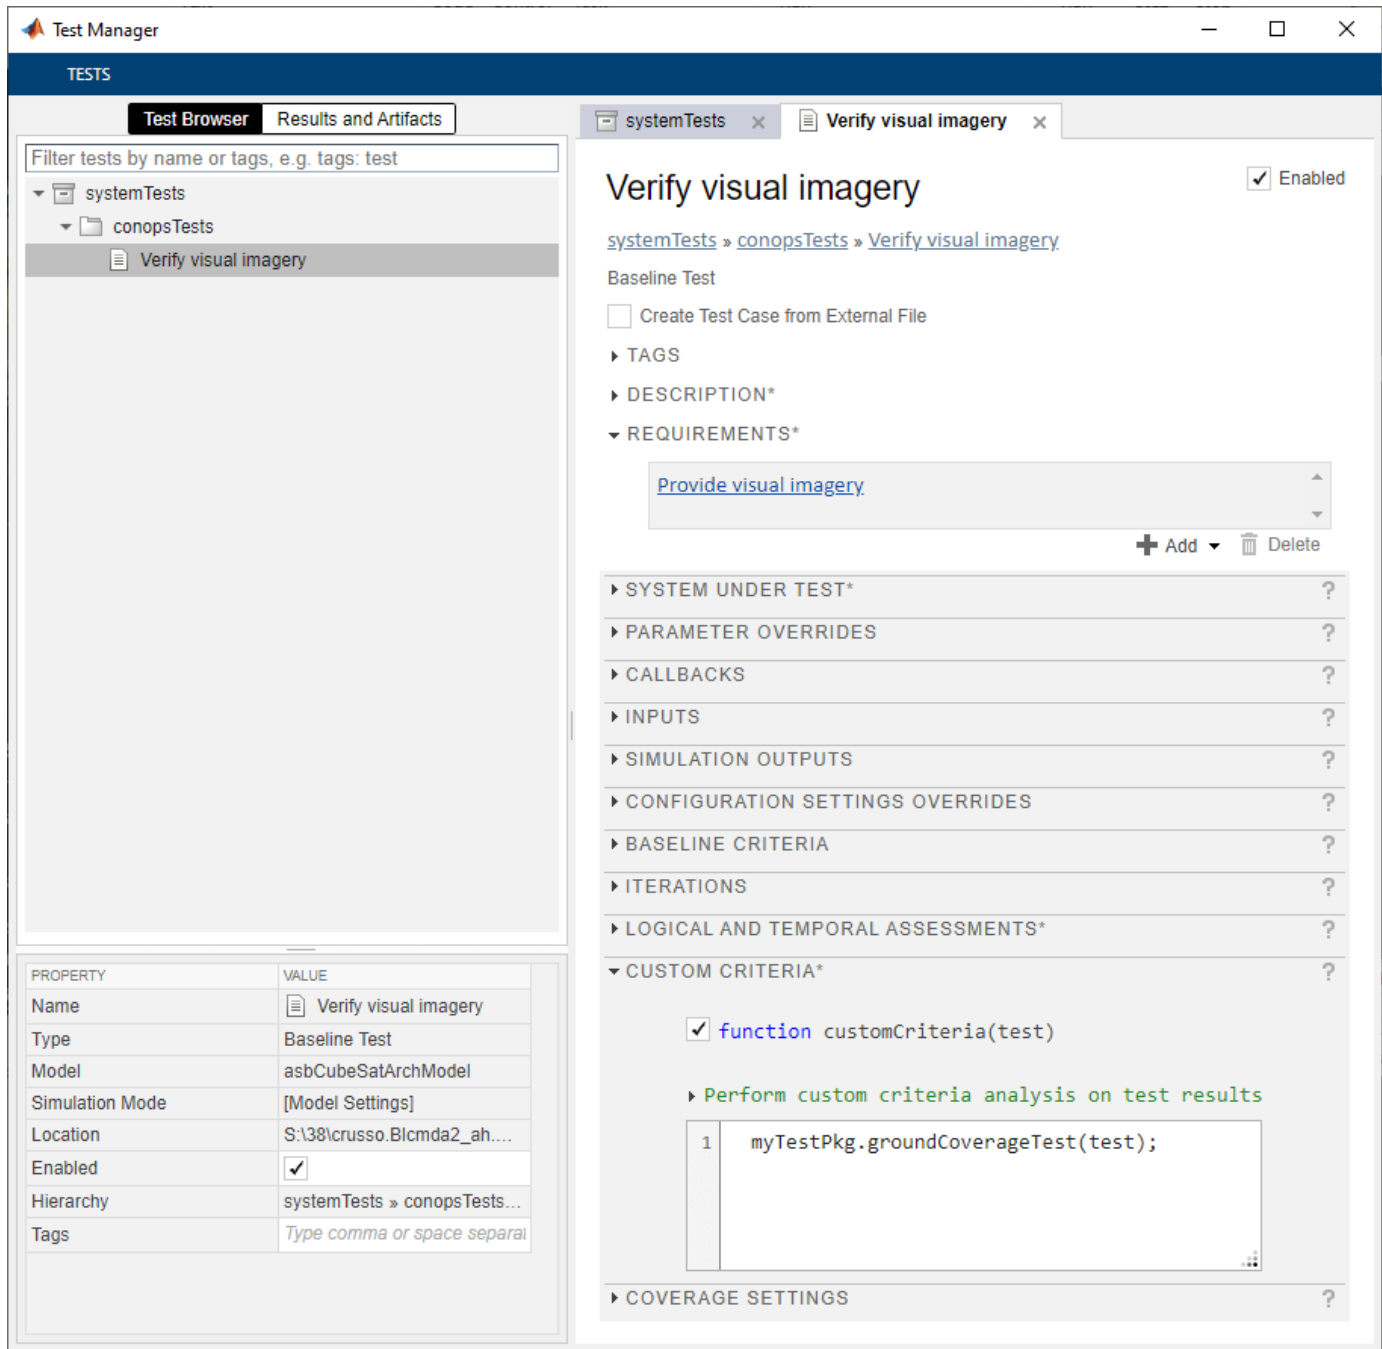 Test Manager
TESTS
Test Browser
Results and Artifacts
Filter tests by name or tags, e.g. tags: test
systemTests
conopsTests
Verify visual imagery
PROPERTY VALUE
Name Verify visual imagery
Type Baseline Test
Model asbCubeSatArchModel
Simulation Mode [Model Settings]
Location S:\38\crusso.Blcmda2_ah....
Enabled
Hierarchy systemTests » conopsTests...
Tags Type comma or space separat
systemTests
Verify visual imagery
Verify visual imagery
Enabled
systemTests » conopsTests » Verify visual imagery
Baseline Test
Create Test Case from External File
TAGS
DESCRIPTION*
REQUIREMENTS*
Provide visual imagery
Add Delete
SYSTEM UNDER TEST* ?
PARAMETER OVERRIDES ?
CALLBACKS ?
INPUTS ?
SIMULATION OUTPUTS ?
CONFIGURATION SETTINGS OVERRIDES ?
BASELINE CRITERIA ?
ITERATIONS ?
LOGICAL AND TEMPORAL ASSESSMENTS* ?
CUSTOM CRITERIA* ?
function customCriteria(test)
Perform custom criteria analysis on test results
1 myTestPkg.groundCoverageTest(test);
COVERAGE SETTINGS ?